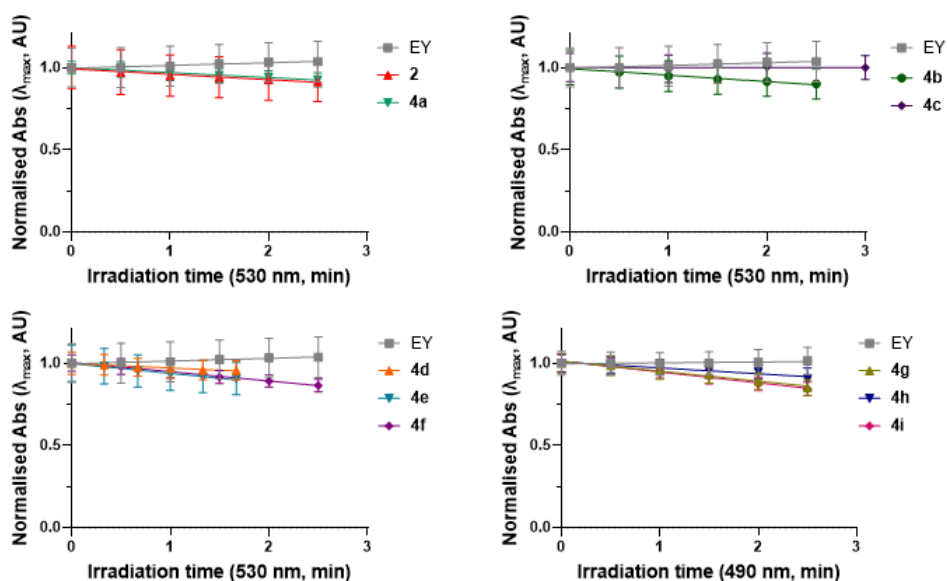 Normalised Abs (λmax, AU)
1.0
0.5
0.0
0
1
2
3
Irradiation time (530 nm, min)
EY
2
4a
Normalised Abs (λmax, AU)
1.0
0.5
0.0
0
1
2
3
Irradiation time (530 nm, min)
EY
4b
4c
Normalised Abs (λmax, AU)
1.0
0.5
0.0
0
1
2
3
Irradiation time (530 nm, min)
EY
4d
4e
4f
Normalised Abs (λmax, AU)
1.0
0.5
0.0
0
1
2
3
Irradiation time (490 nm, min)
EY
4g
4h
4i